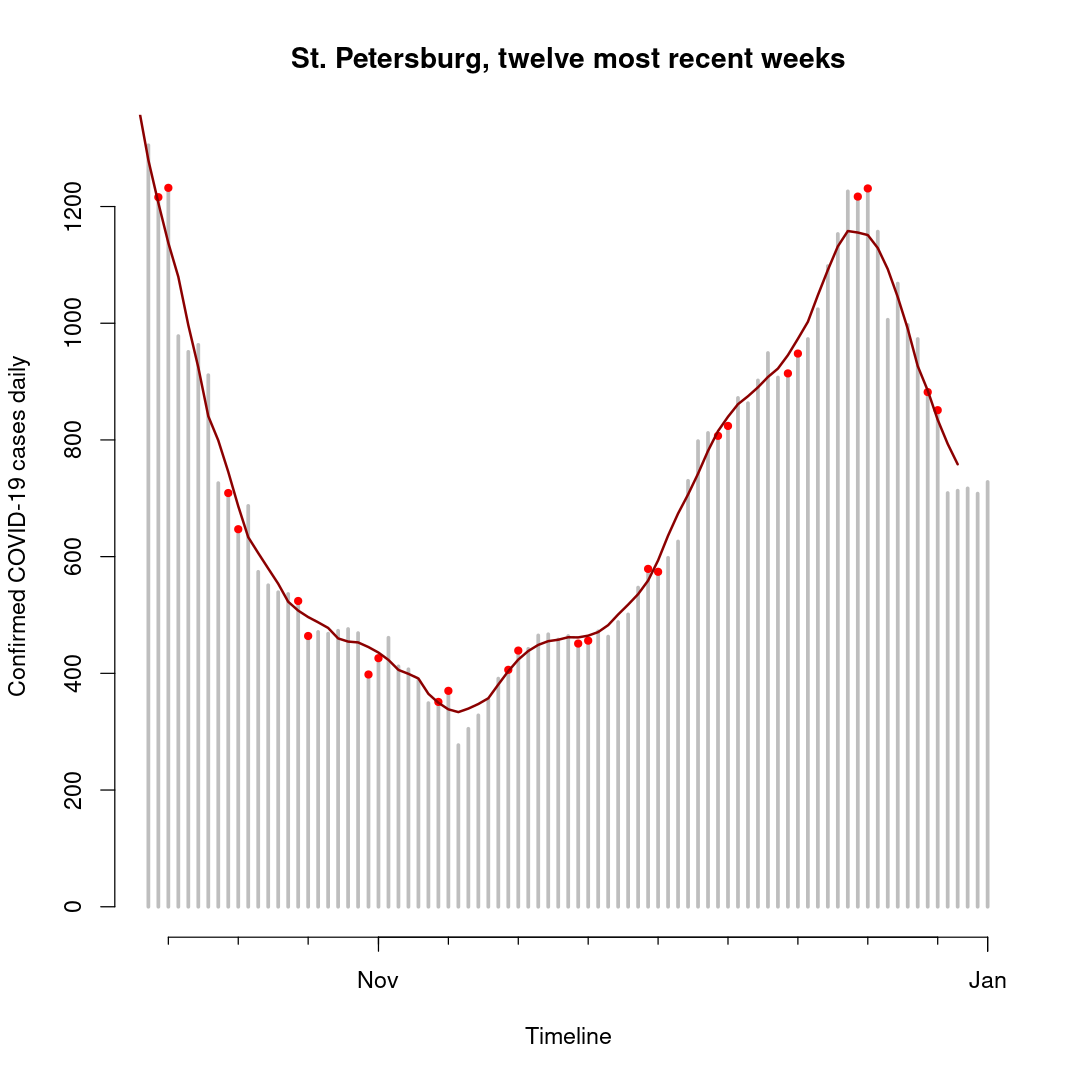 St. Petersburg, twelve most recent weeks
Confirmed COVID-19 cases daily
1200
1000
800
600
400
200
0
Nov
Jan
Timeline